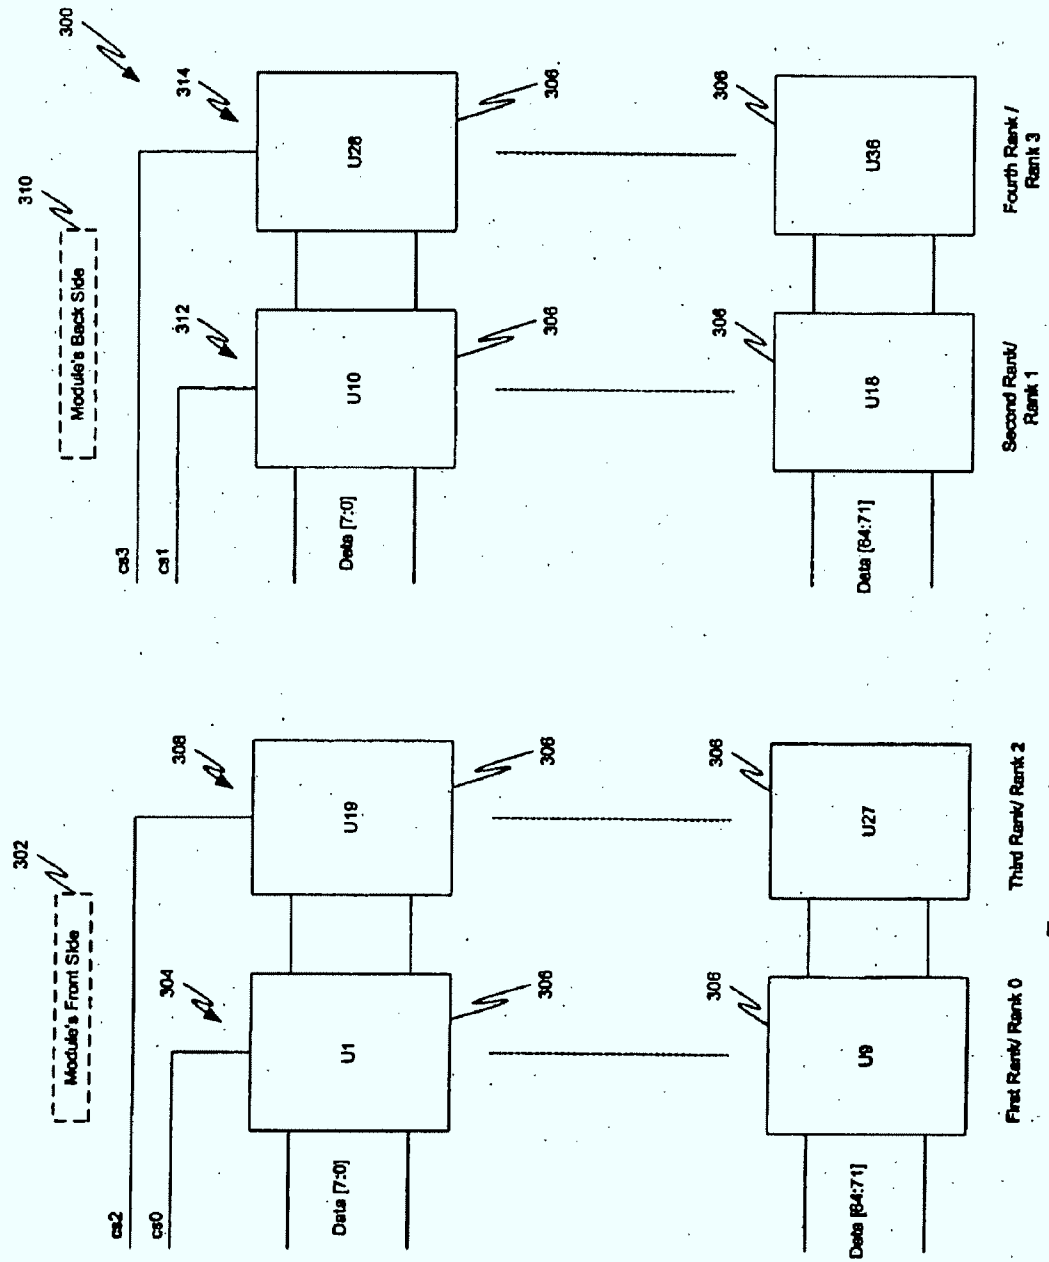 302
310
Module's Front Side
Module's Back Side
300
cs2
cs3
cs0
304
308
cs1
312
314
Data [7:0]
U1
U19
Data [7:0]
U10
U28
306
306
306
306
306
306
306
306
Data [64:71]
U9
U27
Data [64:71]
U18
U36
First Rank/ Rank 0
Third Rank/ Rank 2
Second Rank/
Rank 1
Fourth Rank /
Rank 3